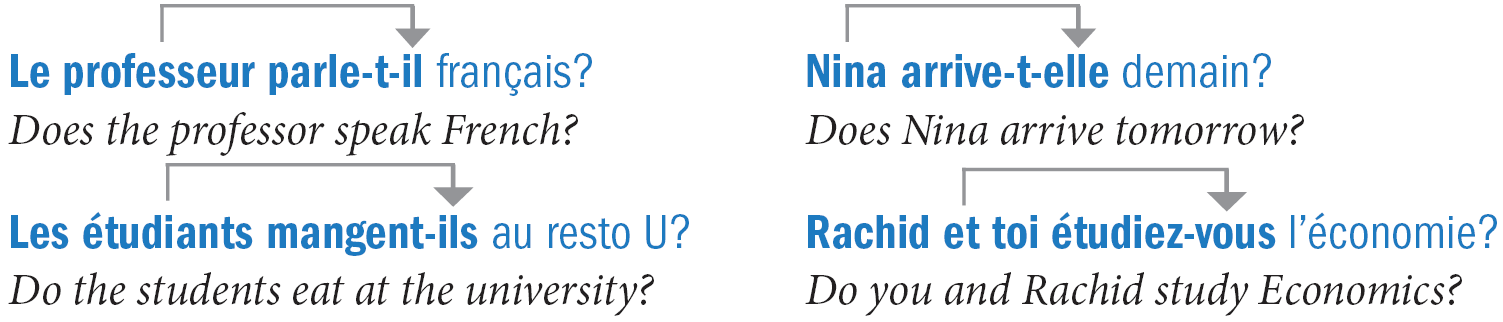 Le professeur parle-t-il français?
Does the professor speak French?
Nina arrive-t-elle demain?
Does Nina arrive tomorrow?
Les étudiants mangent-ils au resto U?
Do the students eat at the university?
Rachid et toi étudiez-vous l’économie?
Do you and Rachid study Economics?